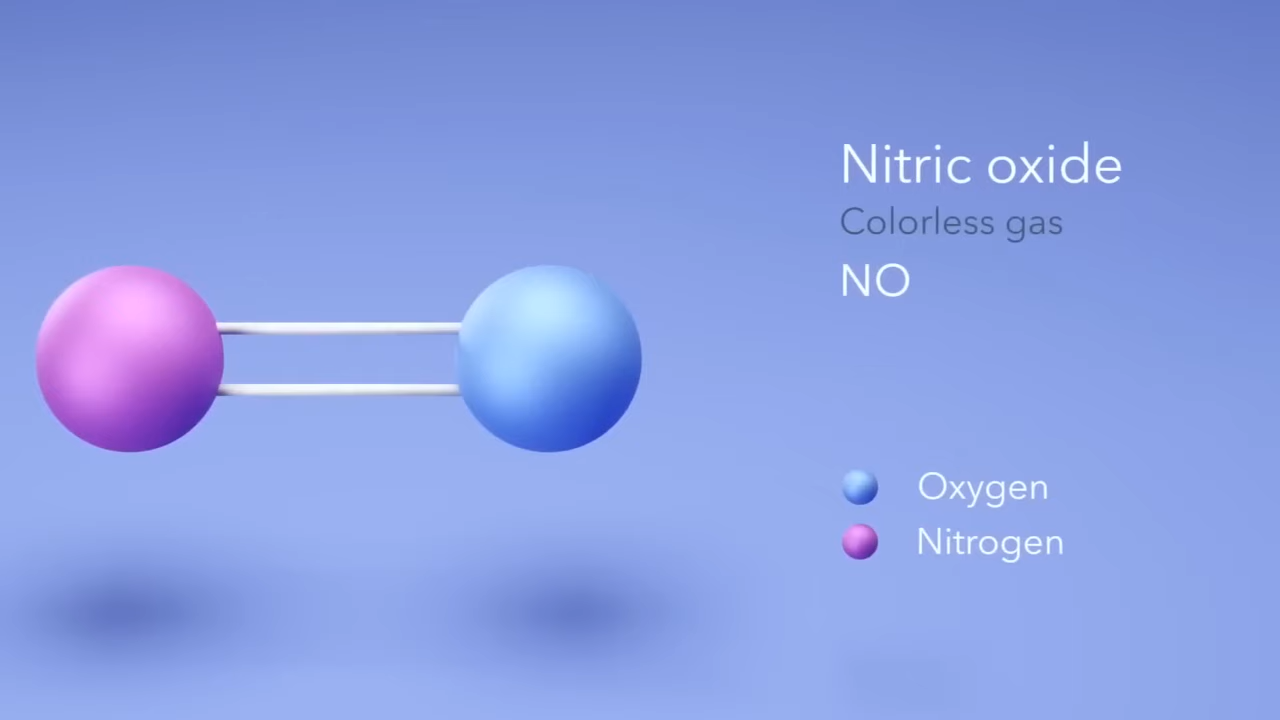 Nitric oxide
Colorless gas
NO
Oxygen
Nitrogen